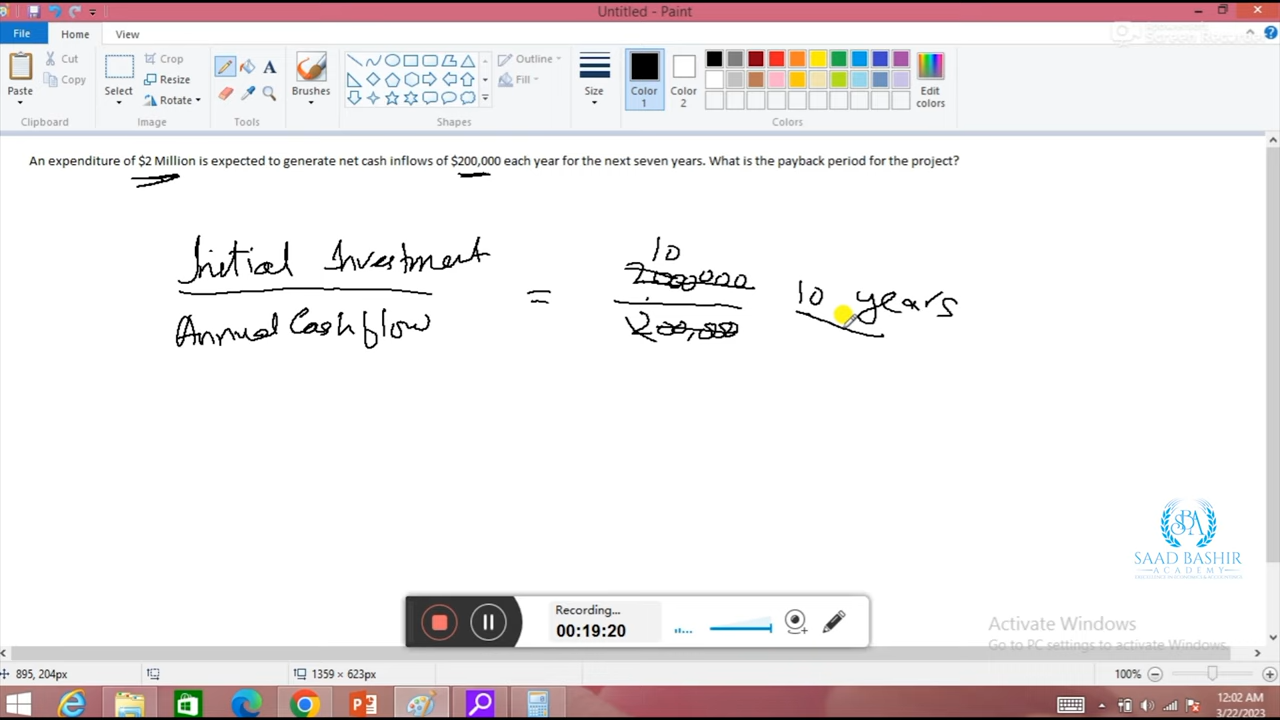 Untitled - Paint
File Home View
Paste
Cut
Copy
Clipboard
Select
Crop
Resize
Rotate
Image
Tools
Brushes
Shapes
Outline
Fill
Size
Color 1
Color 2
Edit colors
Colors
An expenditure of $2 Million is expected to generate net cash inflows of $200,000 each year for the next seven years. What is the payback period for the project?
10
Initial Investment = 2000000 10 years
Annual Cash flow 200,000
SBA
SAAD BASHIR
ACADEMY
Recording...
00:19:20
Activate Windows
Go to PC settings to activate Windows.
895, 204px 1359 × 623px 100%
12:02 AM
3/22/2023